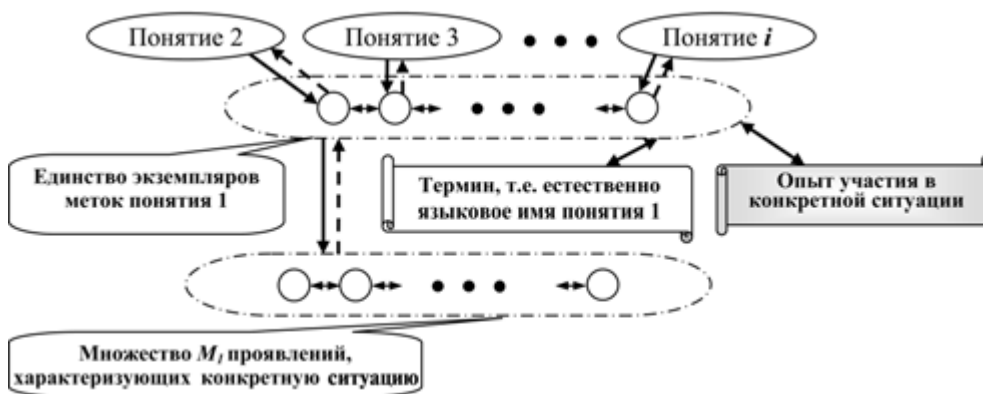 Понятие 2
Понятие 3
Понятие i
Единство экземпляров
меток понятия 1
Термин, т.е. естественно
языковое имя понятия 1
Опыт участия в
конкретной ситуации
Множество M1 проявлений,
характеризующих конкретную ситуацию